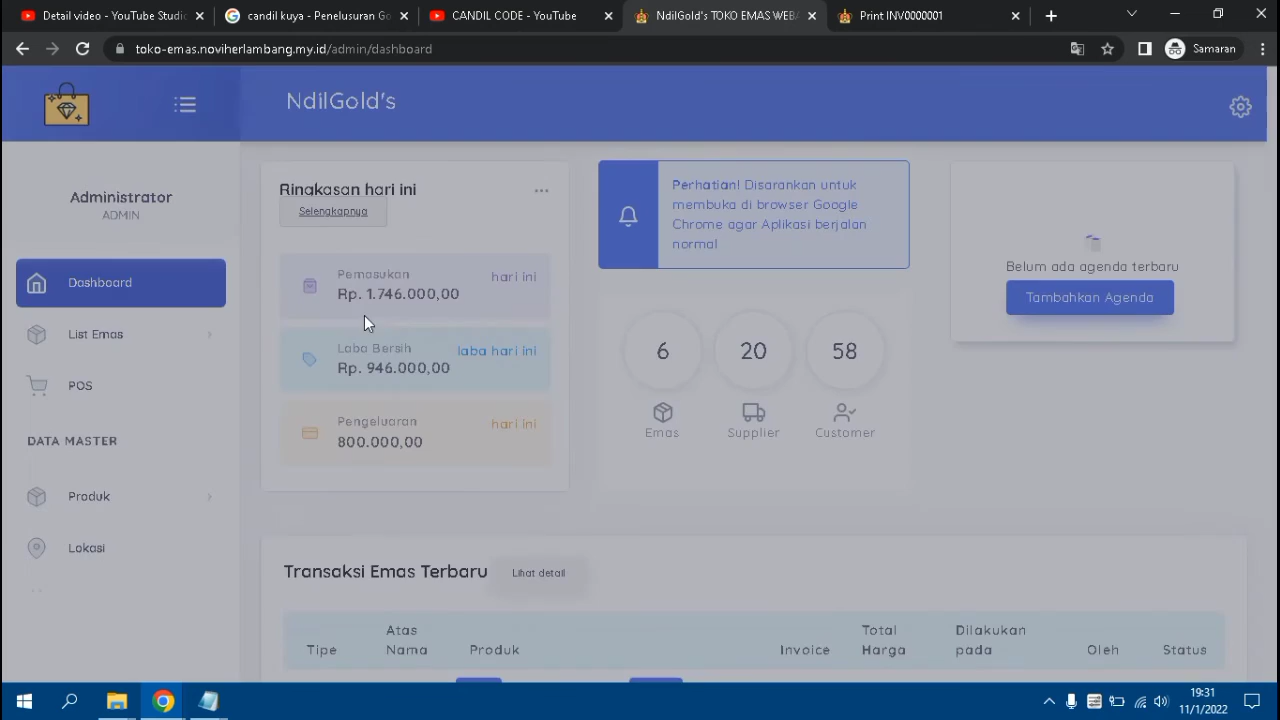 Detail video - YouTube Studio
candil kuya - Penelusuran Go
CANDIL CODE - YouTube
NdilGold's TOKO EMAS WEBA
Print INV0000001
toko-emas.noviherlambang.my.id/admin/dashboard
Samaran
NdilGold's
Administrator
ADMIN
Dashboard
List Emas
POS
DATA MASTER
Produk
Lokasi
Ringkasan hari ini
Selengkapnya
Pemasukan
hari ini
Rp. 1.746.000,00
Laba Bersih
laba hari ini
Rp. 946.000,00
Pengeluaran
hari ini
800.000,00
Perhatian! Disarankan untuk
membuka di browser Google
Chrome agar Aplikasi berjalan
normal
6 20 58
Emas Supplier Customer
Belum ada agenda terbaru
Tambahkan Agenda
Transaksi Emas Terbaru
Lihat detail
Tipe
Atas
Nama
Produk
Invoice
Total
Harga
Dilakukan
pada
Oleh
Status
19:31
11/1/2022